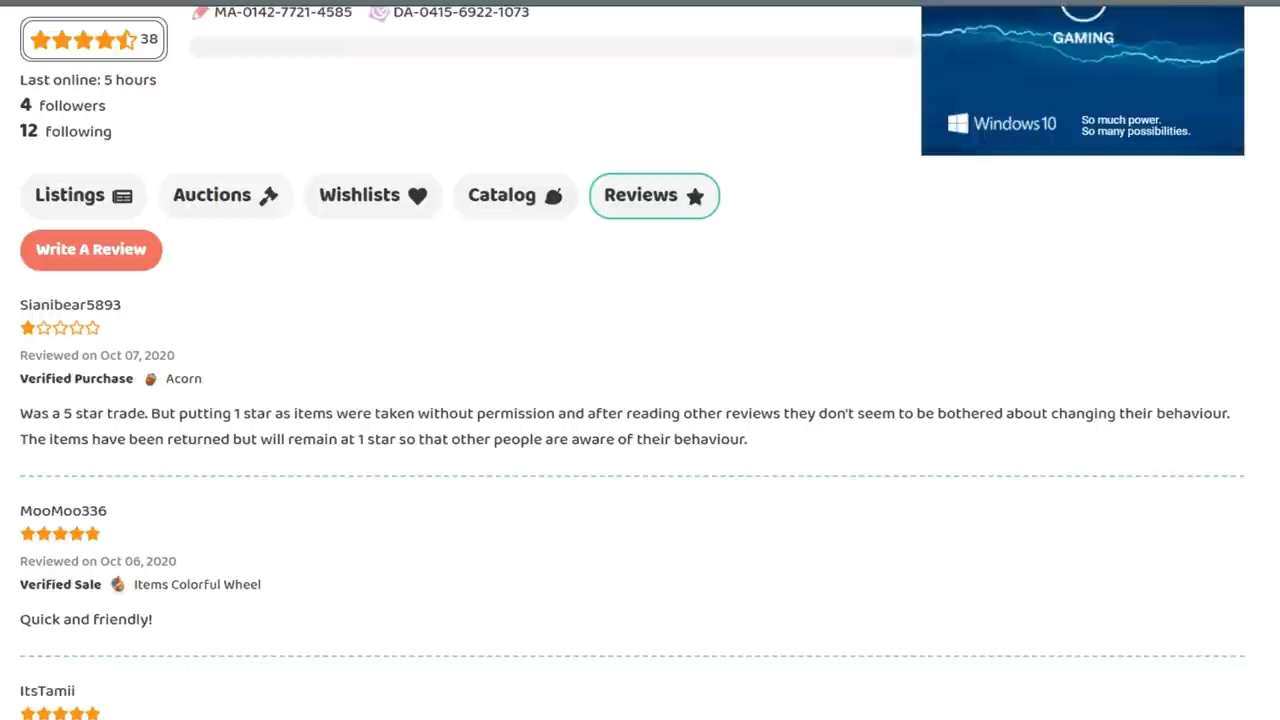 MA-0142-7721-4585 DA-0415-6922-1073
38
GAMING
Last online: 5 hours
4 followers
12 following
Windows 10
So much power.
So many possibilities.
Listings Auctions Wishlists Catalog Reviews
Write A Review
Sianibear5893
Reviewed on Oct 07, 2020
Verified Purchase Acorn
Was a 5 star trade. But putting 1 star as items were taken without permission and after reading other reviews they don't seem to be bothered about changing their behaviour.
The items have been returned but will remain at 1 star so that other people are aware of their behaviour.
MooMoo336
Reviewed on Oct 06, 2020
Verified Sale Items Colorful Wheel
Quick and friendly!
ItsTamii